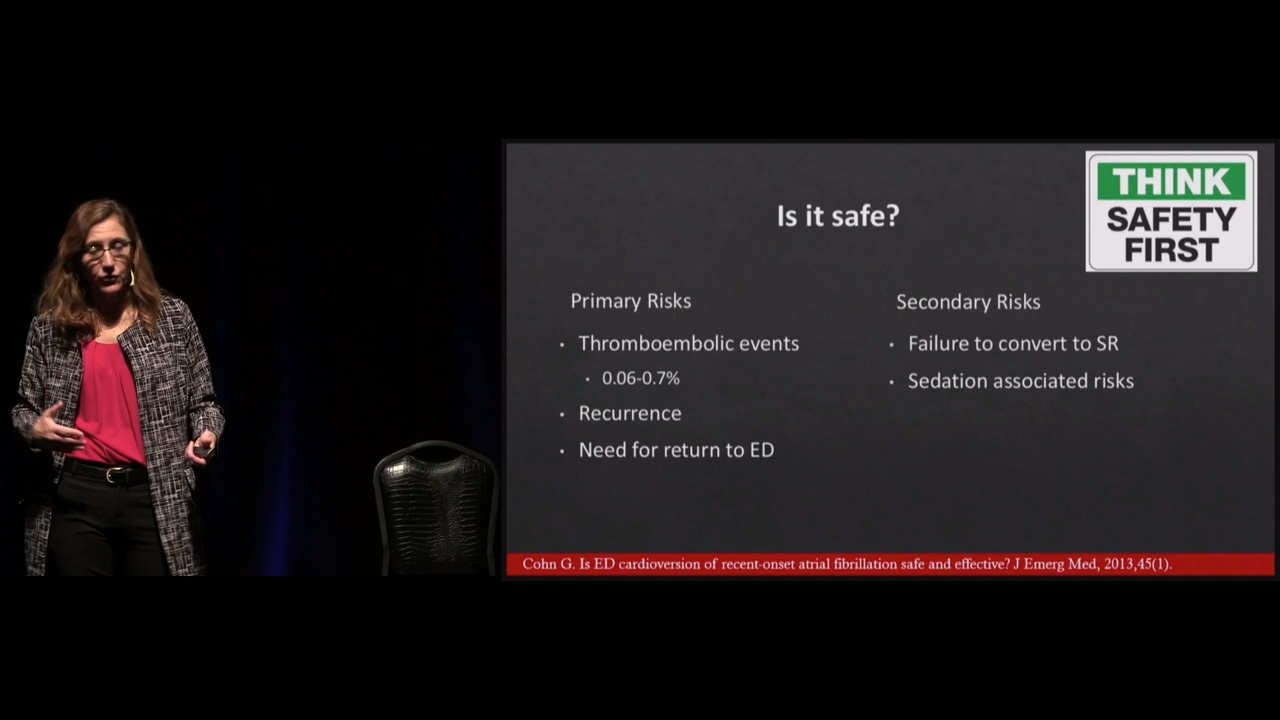 THINK
SAFETY
FIRST
Is it safe?
Primary Risks
• Thromboembolic events
• 0.06-0.7%
• Recurrence
• Need for return to ED
Secondary Risks
• Failure to convert to SR
• Sedation associated risks
Cohn G. Is ED cardioversion of recent-onset atrial fibrillation safe and effective? J Emerg Med, 2013,45(1).